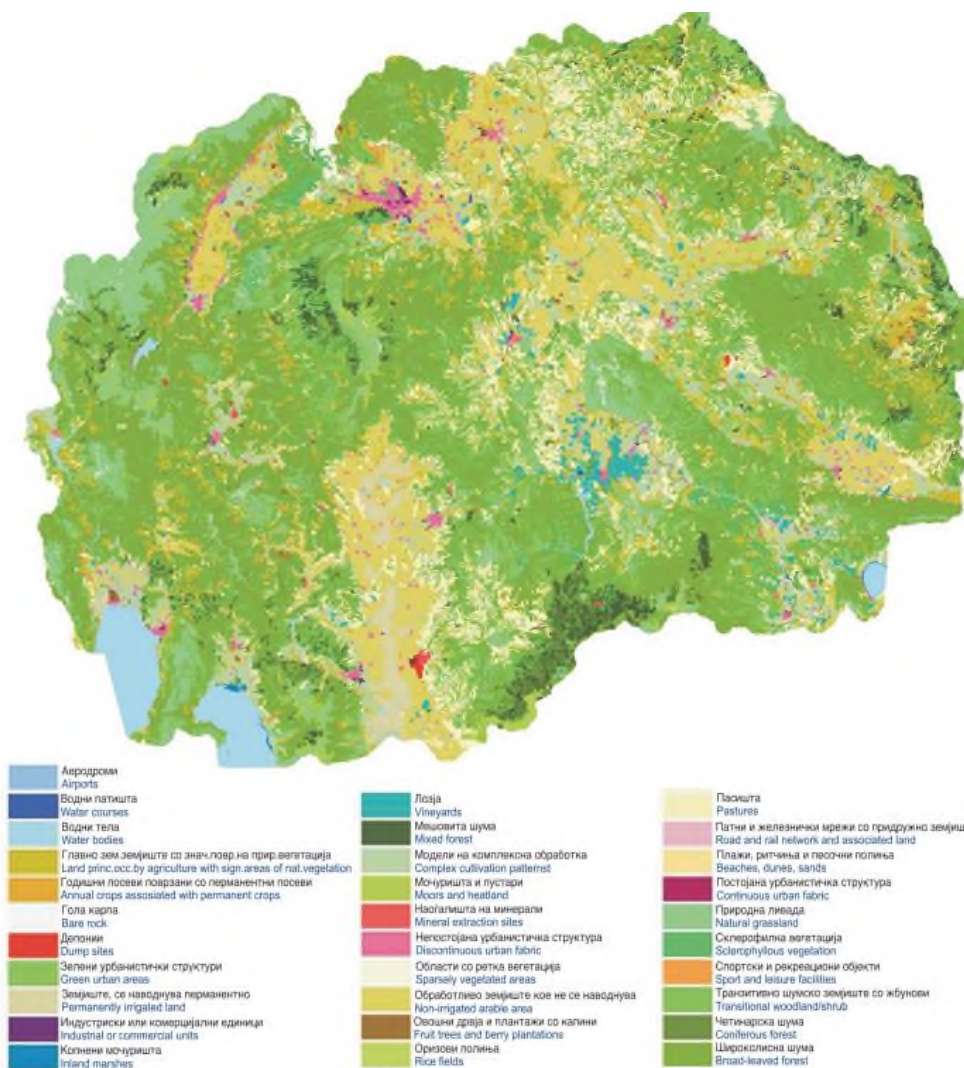 Аеродроми
Airports
Водни патишта
Water courses
Водни тела
Water bodies
Главно зем.земјиште со знач.повр.на прир.вегетација
Land princ.occ.by agriculture with sign.areas of nat.vegetation
Годишни посеви поврзани со перманентни посеви
Annual crops assosiated with permanent crops
Гола карпа
Bare rock
Депонии
Dump sites
Зелени урбанистички структури
Green urban areas
Земјиште, се наводнува перманентно
Permanently irrigated land
Индустриски или комерцијални единици
Industrial or commercial units
Копнени мочуришта
Inland marshes
Лозја
Vineyards
Мешовита шума
Mixed forest
Модели на комплексна обработка
Complex cultivation patternst
Мочуришта и пустари
Moors and heatland
Наоѓалишта на минерали
Mineral extraction sites
Непостојана урбанистичка структура
Discontinuous urban fabric
Области со ретка вегетација
Sparsely vegetated areas
Обработливо земјиште кое не се наводнува
Non-irrigated arable area
Овошни дрвја и плантажи со капини
Fruit trees and berry plantations
Оризови полиња
Rice fields
Пасишта
Pastures
Патни и железнички мрежи со придружно земјиш
Road and rail network and associated land
Плажи, ритчиња и песочни полиња
Beaches, dunes, sands
Постојана урбанистичка структура
Continuous urban fabric
Природна ливада
Natural grassland
Склерофилна вегетација
Sclerophyllous vegetation
Спортски и рекреациони објекти
Sport and leisure facilities
Транзитивно шумско земјиште со жбунови
Transitional woodland/shrub
Четинарска шума
Coniferous forest
Широколисна шума
Broad-leaved forest